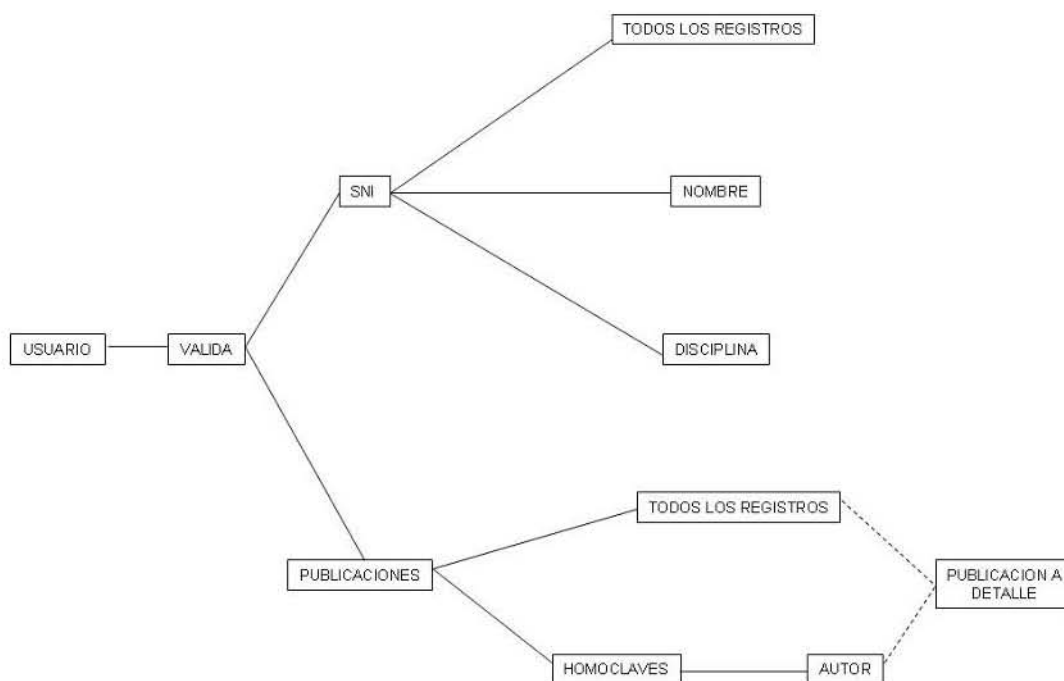 TODOS LOS REGISTROS
SNI
NOMBRE
USUARIO
VALIDA
DISCIPLINA
TODOS LOS REGISTROS
PUBLICACIONES
PUBLICACION A
DETALLE
HOMOCLAVES
AUTOR